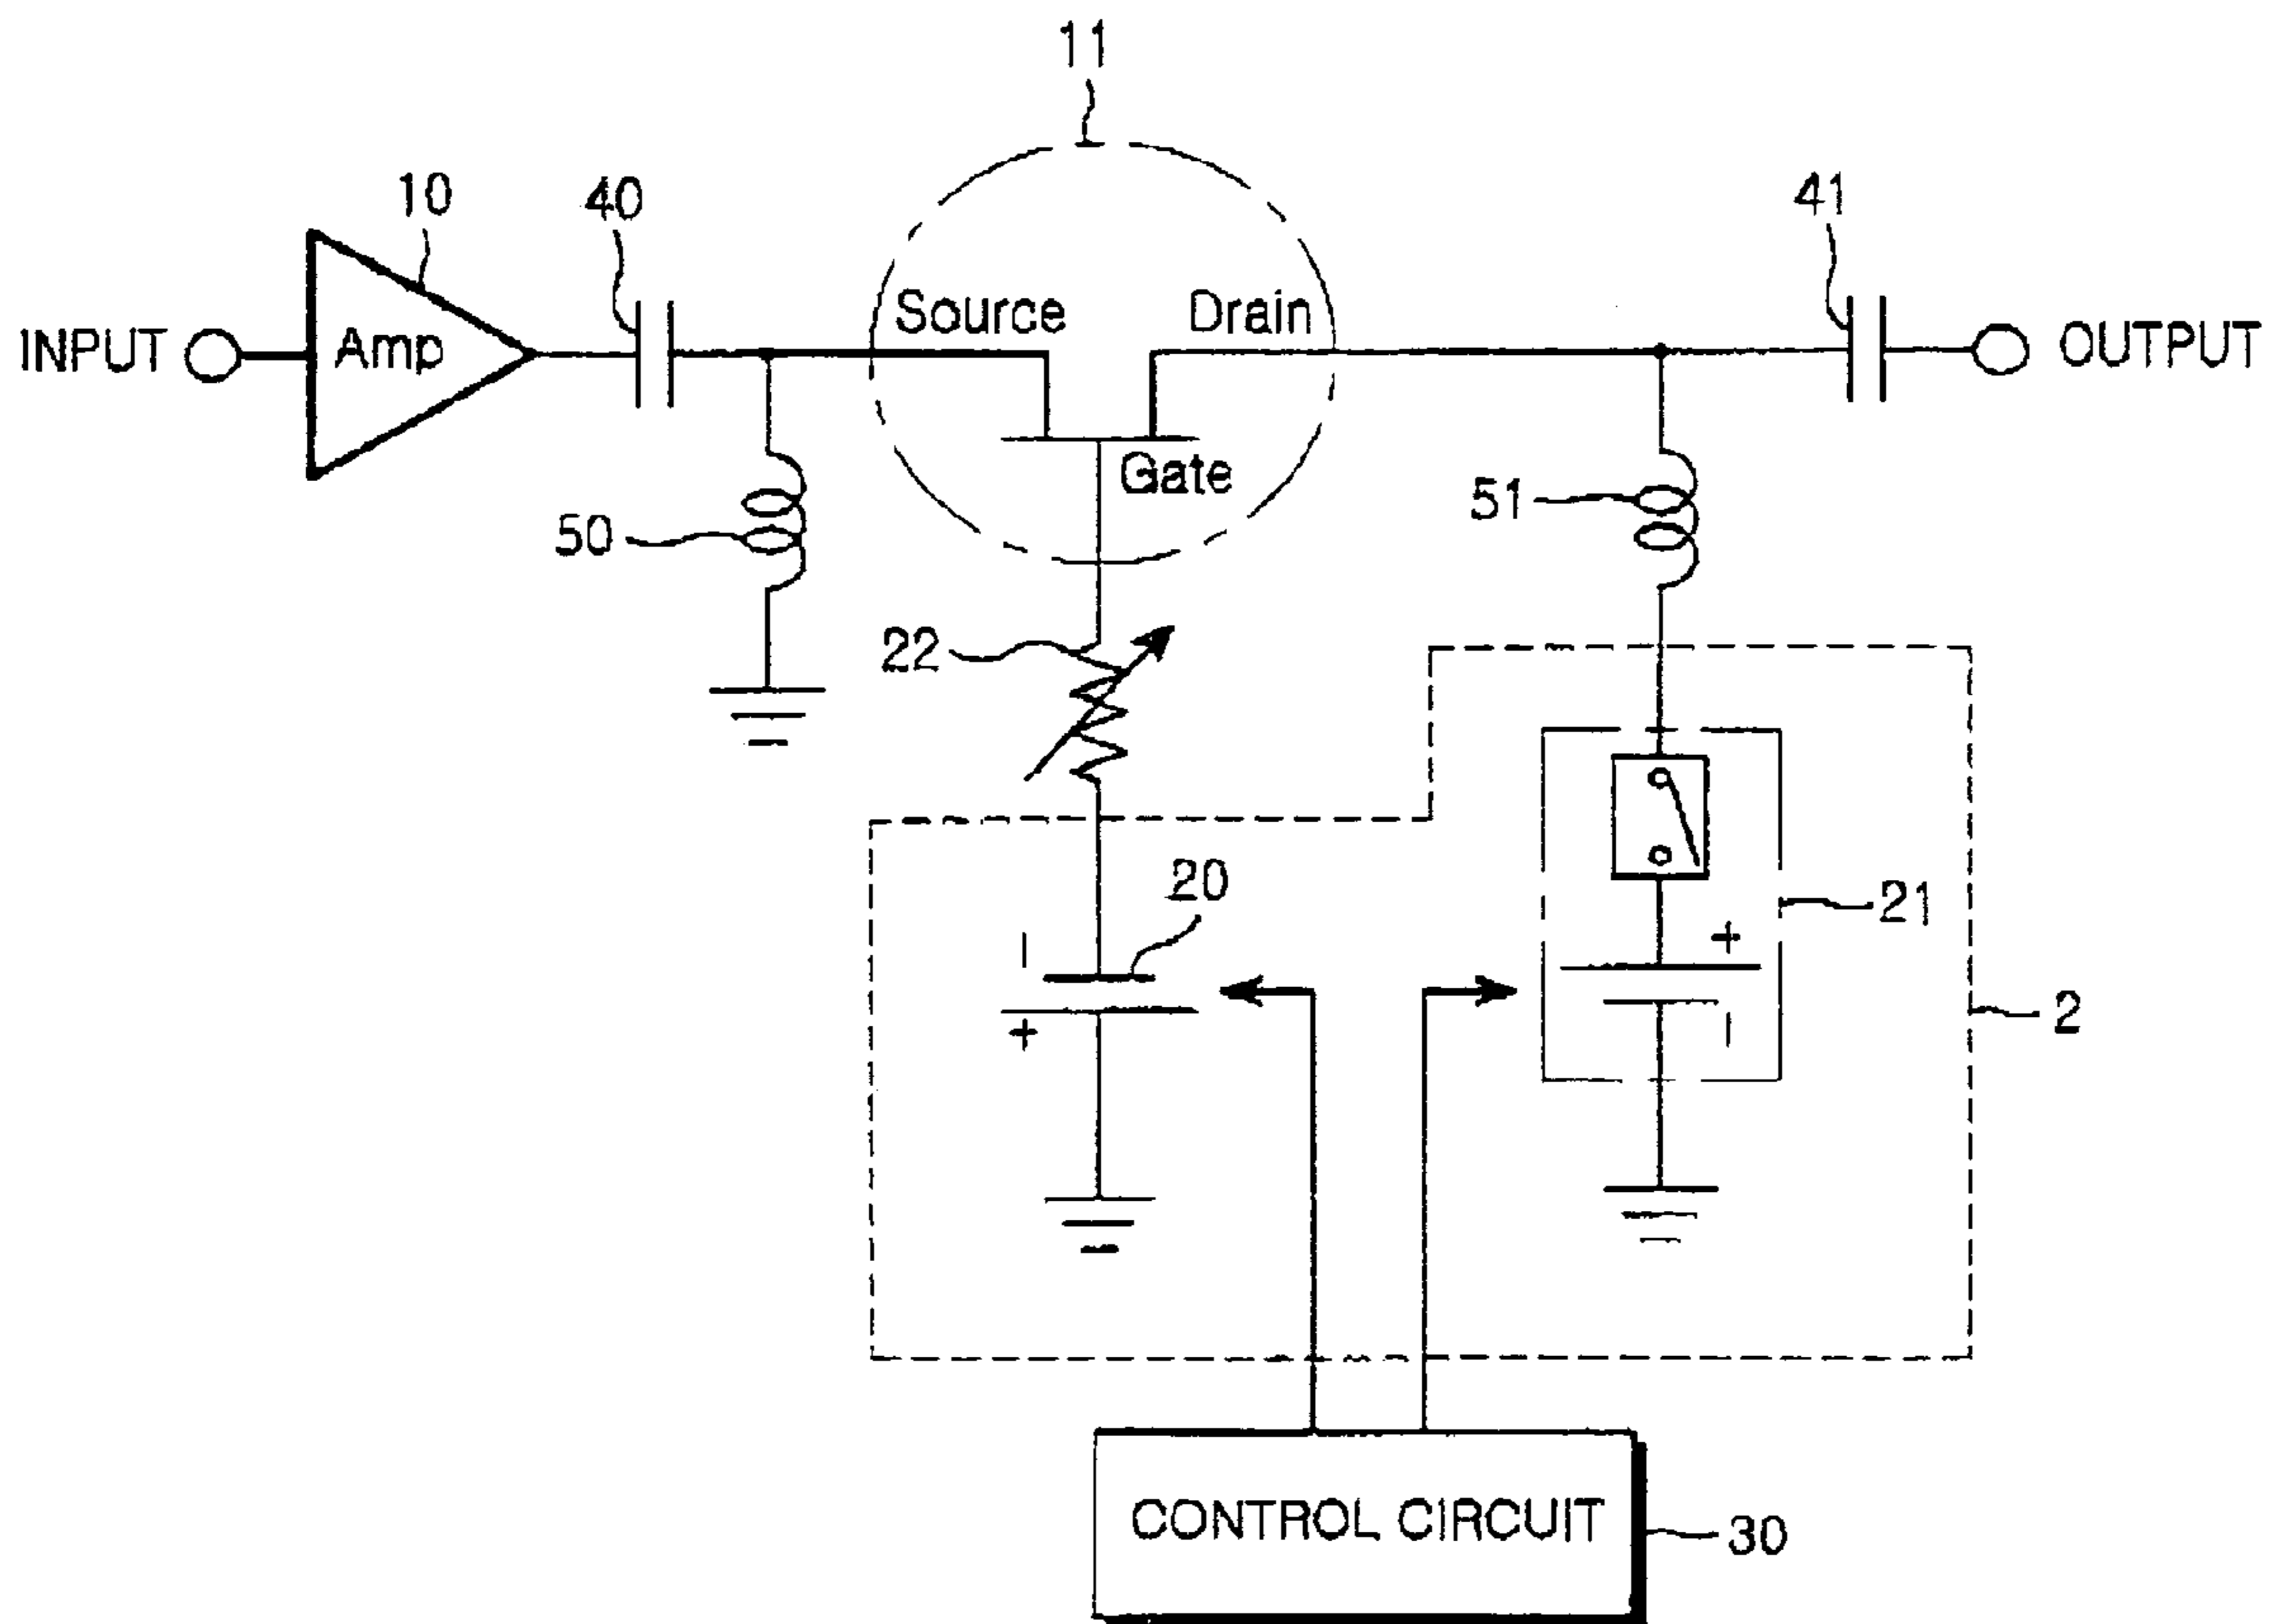 11
10
40
41
Source
Drain
INPUT
Amp
OUTPUT
Gate
50
51
22
20
21
−
+
+
−
2
CONTROL CIRCUIT
30